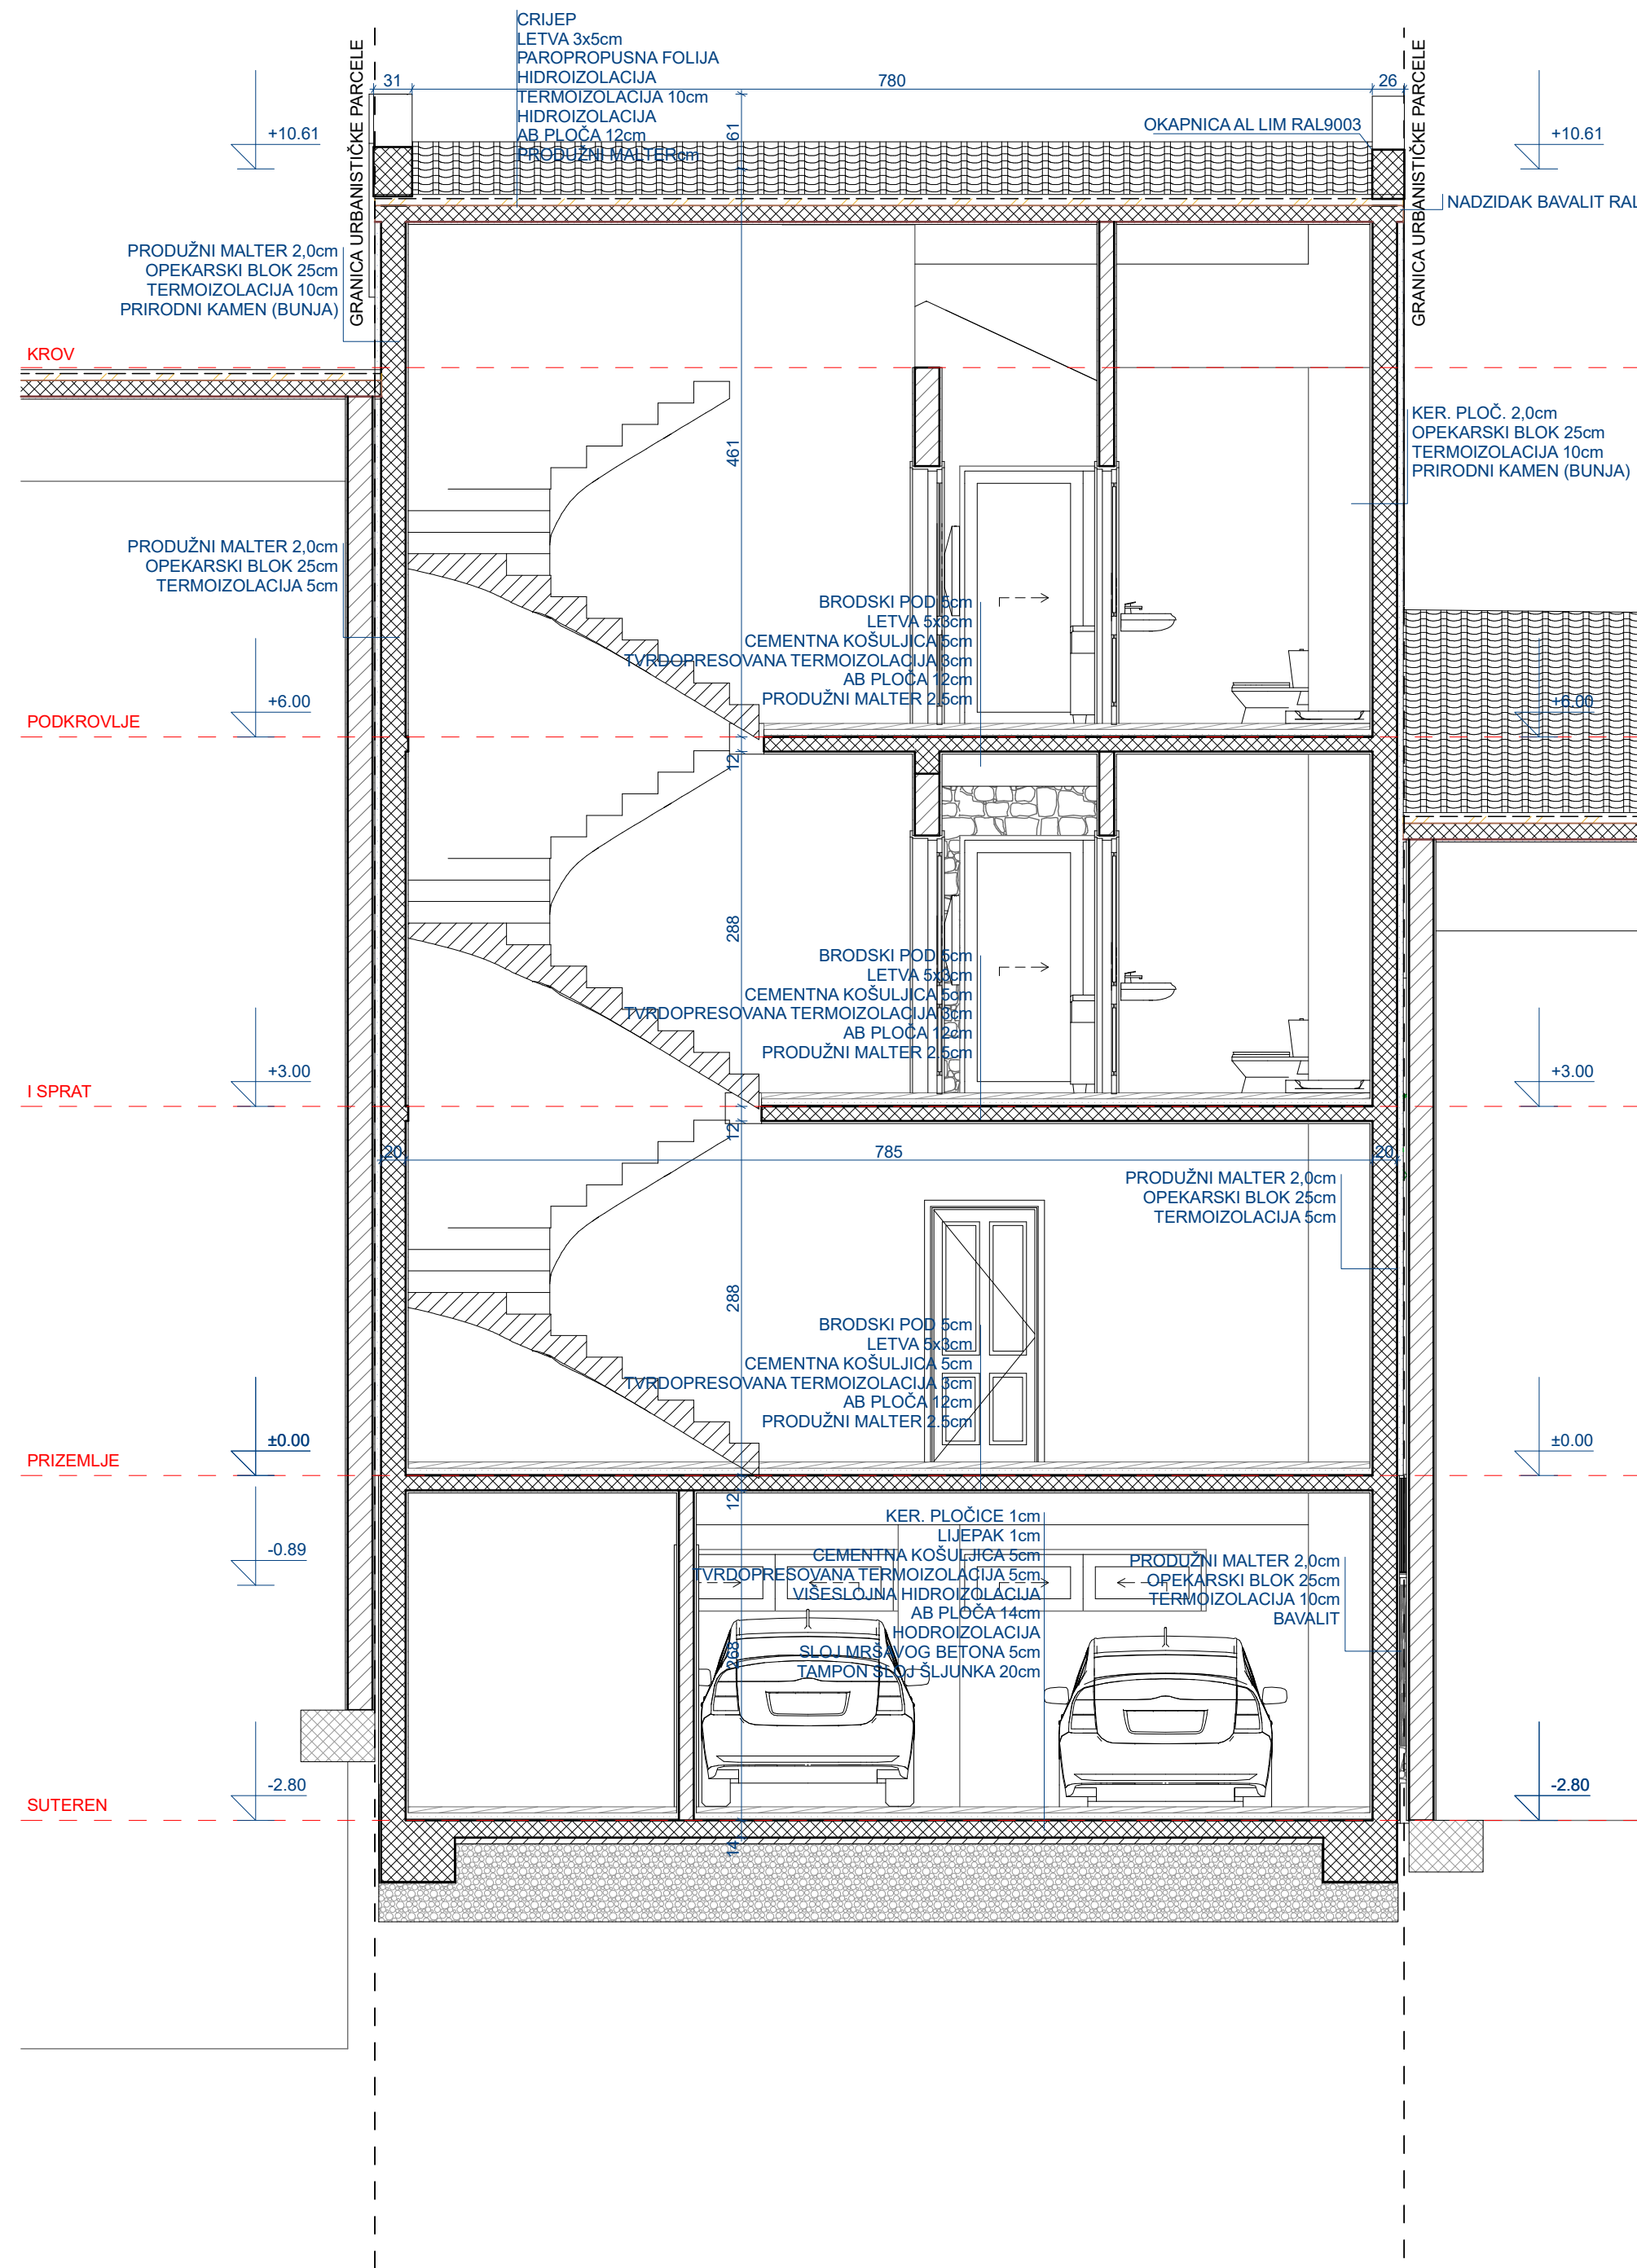 CRIJEP
LETVA 3x5cm
PAROPROPUSNA FOLIJA
HIDROIZOLACIJA
TERMOIZOLACIJA 10cm
HIDROIZOLACIJA
AB PLOČA 12cm
PRODUŽNI MALTERcm
GRANICA URBANISTIČKE PARCELE
GRANICA URBANISTIČKE PARCELE
31
780
26
61
+10.61
OKAPNICA AL LIM RAL9003
+10.61
NADZIDAK BAVALIT RAL
PRODUŽNI MALTER 2,0cm
OPEKARSKI BLOK 25cm
TERMOIZOLACIJA 10cm
PRIRODNI KAMEN (BUNJA)
KROV
461
KER. PLOČ. 2,0cm
OPEKARSKI BLOK 25cm
TERMOIZOLACIJA 10cm
PRIRODNI KAMEN (BUNJA)
PRODUŽNI MALTER 2,0cm
OPEKARSKI BLOK 25cm
TERMOIZOLACIJA 5cm
BRODSKI POD 5cm
LETVA 5x3cm
CEMENTNA KOŠULJICA 5cm
TVRDOPRESOVANA TERMOIZOLACIJA 3cm
AB PLOČA 12cm
PRODUŽNI MALTER 2.5cm
+6.00
+6.00
PODKROVLJE
12
288
BRODSKI POD 5cm
LETVA 5x3cm
CEMENTNA KOŠULJICA 5cm
TVRDOPRESOVANA TERMOIZOLACIJA 3cm
AB PLOČA 12cm
PRODUŽNI MALTER 2.5cm
+3.00
+3.00
I SPRAT
12
20
785
20
PRODUŽNI MALTER 2,0cm
OPEKARSKI BLOK 25cm
TERMOIZOLACIJA 5cm
288
BRODSKI POD 5cm
LETVA 5x3cm
CEMENTNA KOŠULJICA 5cm
TVRDOPRESOVANA TERMOIZOLACIJA 3cm
AB PLOČA 12cm
PRODUŽNI MALTER 2.5cm
±0.00
±0.00
PRIZEMLJE
12
-0.89
KER. PLOČICE 1cm
LIJEPAK 1cm
CEMENTNA KOŠULJICA 5cm
TVRDOPRESOVANA TERMOIZOLACIJA 5cm
VIŠESLOJNA HIDROIZOLACIJA
AB PLOČA 14cm
HODROIZOLACIJA
SLOJ MRŠAVOG BETONA 5cm
TAMPON SLOJ ŠLJUNKA 20cm
PRODUŽNI MALTER 2,0cm
OPEKARSKI BLOK 25cm
TERMOIZOLACIJA 10cm
BAVALIT
268
-2.80
-2.80
SUTEREN
14